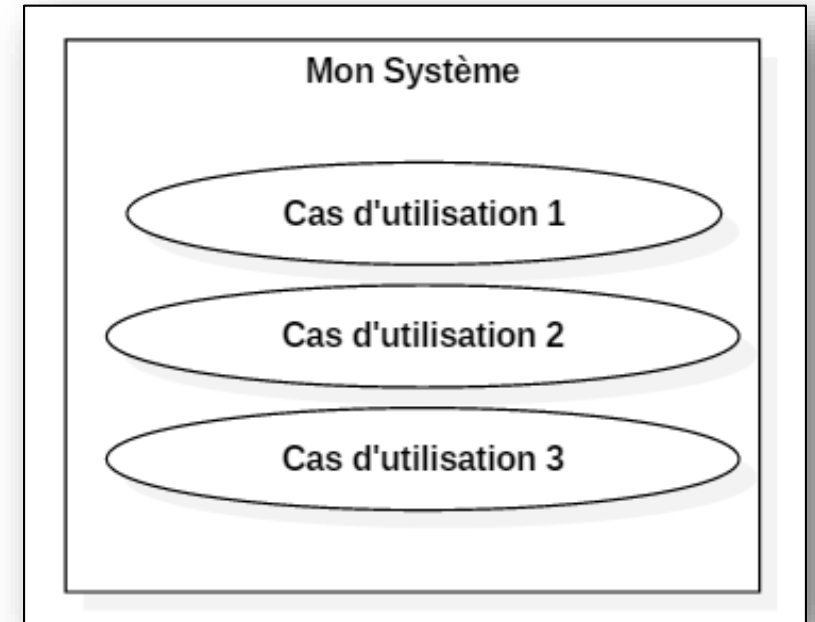 Mon Système
Cas d'utilisation 1
Cas d'utilisation 2
Cas d'utilisation 3